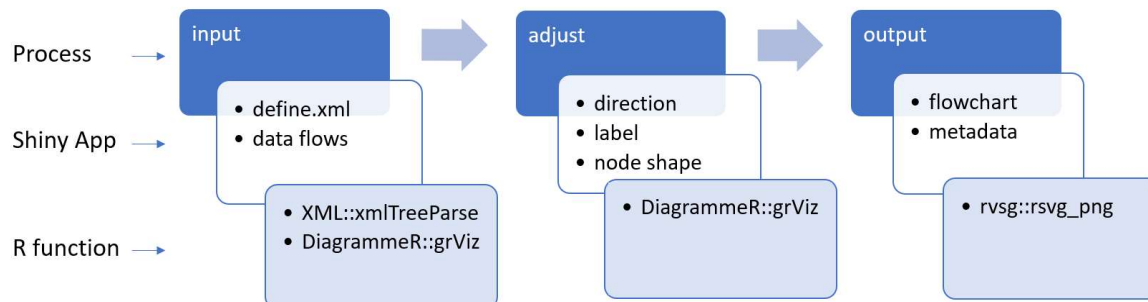 Process
input
adjust
output
Shiny App
• define.xml
• data flows
• direction
• label
• node shape
• flowchart
• metadata
R function
• XML::xmlTreeParse
• DiagrammeR::grViz
• DiagrammeR::grViz
• rvsg::rsvg_png